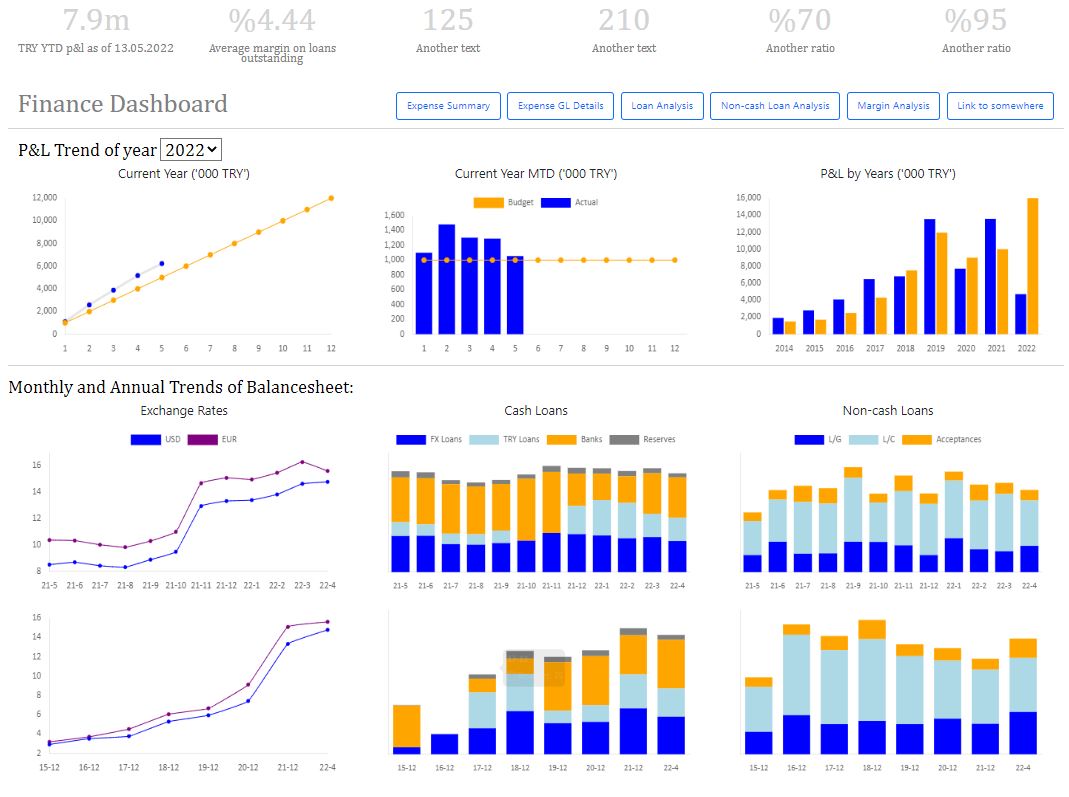 7.9m %4.44 125 210 %70 %95
TRY YTD p&l as of 13.05.2022 Average margin on loans Another text Another text Another ratio Another ratio
outstanding
Finance Dashboard Expense Summary Expense GL Details Loan Analysis Non-cash Loan Analysis Margin Analysis Link to somewhere
P&L Trend of year 2022
Current Year ('000 TRY')
12,000
10,000
8,000
6,000
4,000
2,000
0
1 2 3 4 5 6 7 8 9 10 11 12
Current Year MTD ('000 TRY')
Budget Actual
1,600
1,400
1,200
1,000
800
600
400
200
0
1 2 3 4 5 6 7 8 9 10 11 12
P&L by Years ('000 TRY')
16,000
14,000
12,000
10,000
8,000
6,000
4,000
2,000
0
2014 2015 2016 2017 2018 2019 2020 2021 2022
Monthly and Annual Trends of Balancesheet:
Exchange Rates
USD EUR
16
14
12
10
8
21-5 21-6 21-7 21-8 21-9 21-10 21-11 21-12 22-1 22-2 22-3 22-4
Cash Loans
FX Loans TRY Loans Banks Reserves
21-5 21-6 21-7 21-8 21-9 21-10 21-11 21-12 22-1 22-2 22-3 22-4
Non-cash Loans
L/G L/C Acceptances
21-5 21-6 21-7 21-8 21-9 21-10 21-11 21-12 22-1 22-2 22-3 22-4
16
14
12
10
8
6
4
2
15-12 16-12 17-12 18-12 19-12 20-12 21-12 22-4
15-12 16-12 17-12 18-12 19-12 20-12 21-12 22-4
15-12 16-12 17-12 18-12 19-12 20-12 21-12 22-4